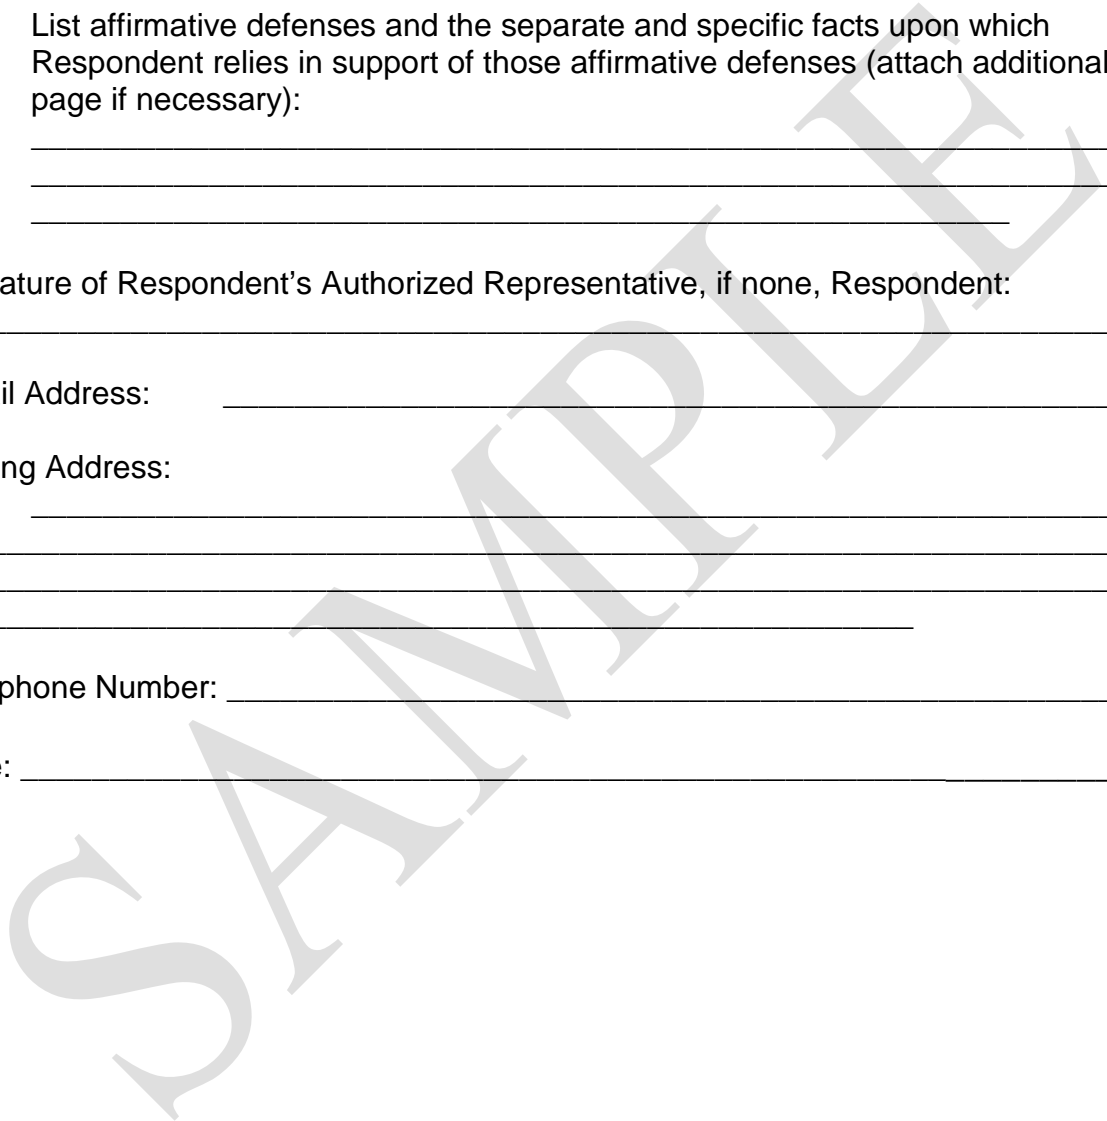 List affirmative defenses and the separate and specific facts upon which
Respondent relies in support of those affirmative defenses (attach additional
page if necessary):
ature of Respondent’s Authorized Representative, if none, Respondent:
il Address:
ng Address:
phone Number:
e:
SAMPLE